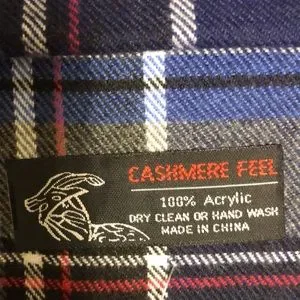 CASHMERE FEEL
100% Acrylic
DRY CLEAN OR HAND WASH
MADE IN CHINA